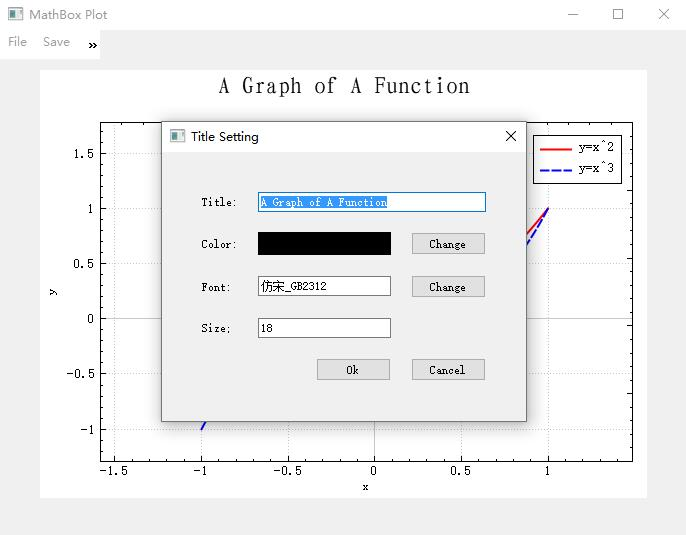 MathBox Plot
File Save »
A Graph of A Function
Title Setting
y=x^2
y=x^3
Title: A Graph of A Function
Color: Change
Font: 仿宋_GB2312 Change
Size: 18
Ok Cancel
1.5
1
0.5
0
-0.5
-1
y
-1.5 -1 -0.5 0 0.5 1
x